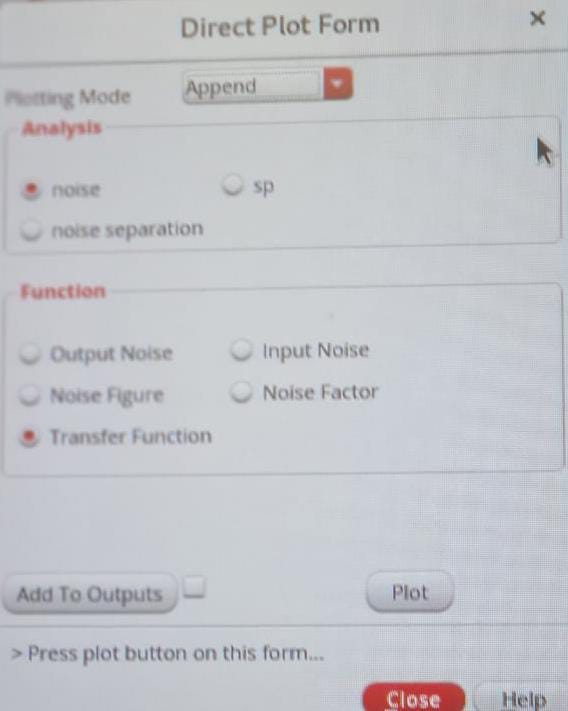 Direct Plot Form ×
Plotting Mode Append
Analysis
noise sp
noise separation
Function
Output Noise Input Noise
Noise Figure Noise Factor
Transfer Function
Add To Outputs Plot
> Press plot button on this form...
Close Help